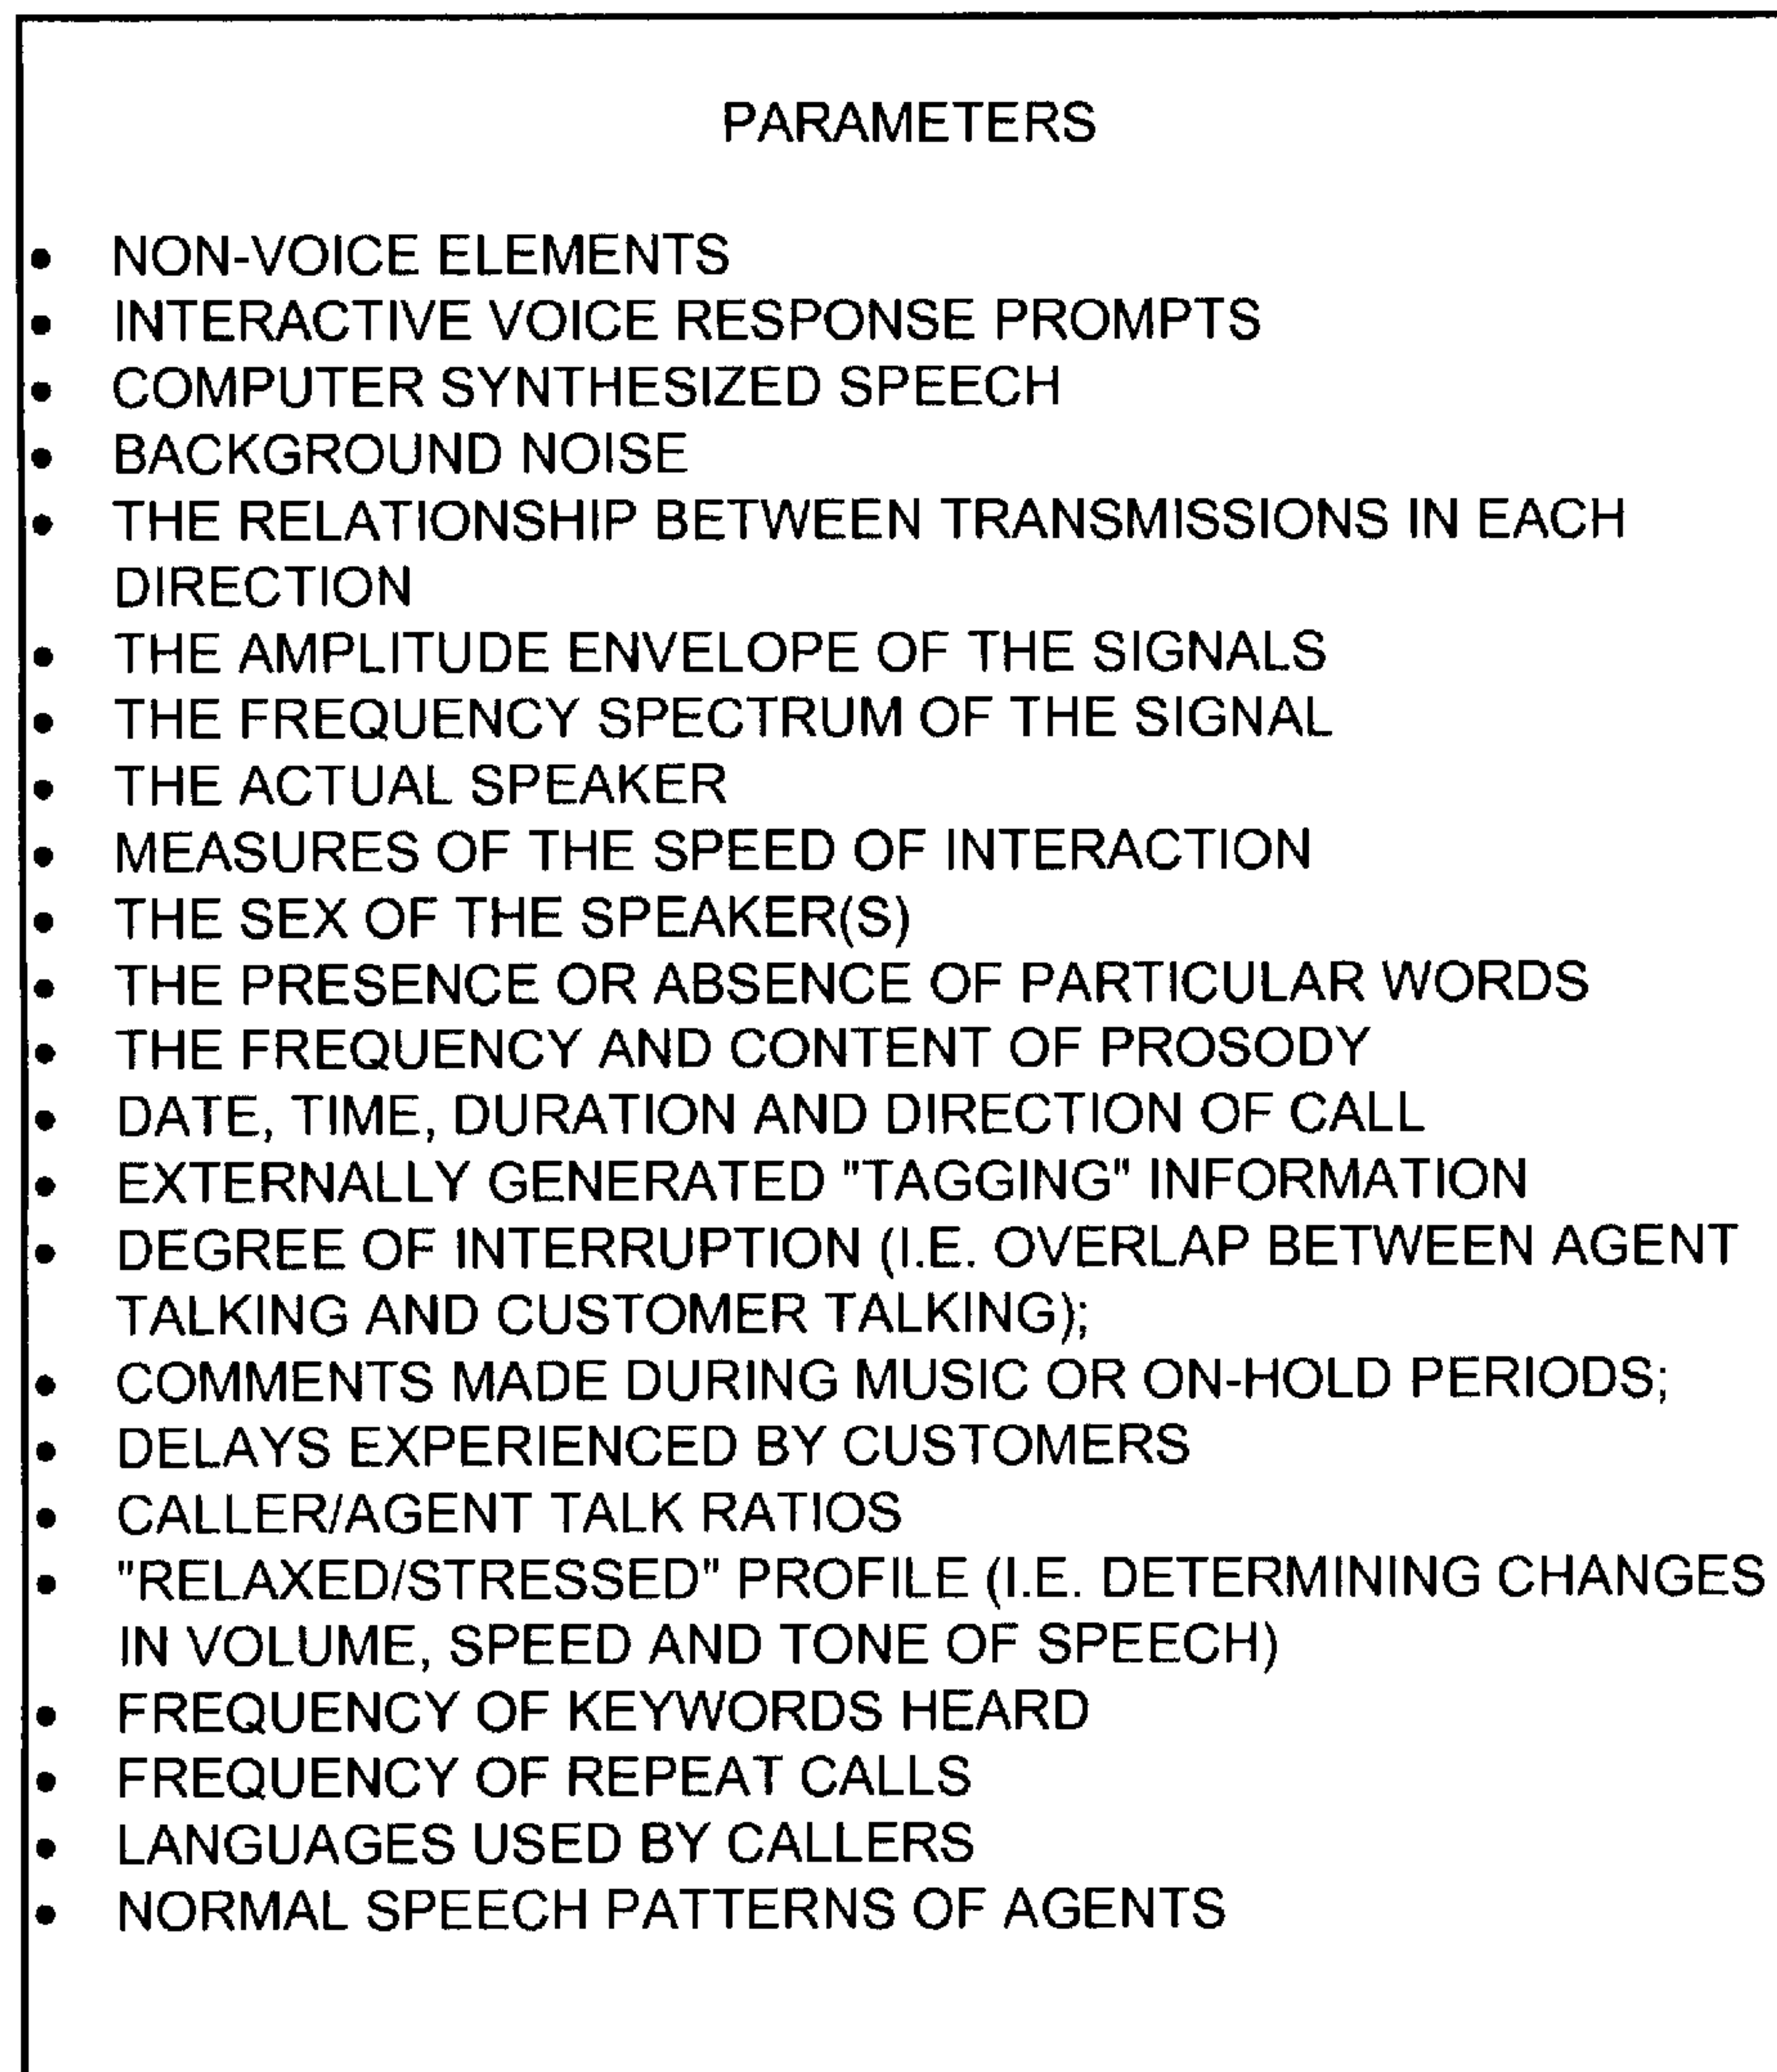 PARAMETERS
• NON-VOICE ELEMENTS
• INTERACTIVE VOICE RESPONSE PROMPTS
• COMPUTER SYNTHESIZED SPEECH
• BACKGROUND NOISE
• THE RELATIONSHIP BETWEEN TRANSMISSIONS IN EACH
DIRECTION
• THE AMPLITUDE ENVELOPE OF THE SIGNALS
• THE FREQUENCY SPECTRUM OF THE SIGNAL
• THE ACTUAL SPEAKER
• MEASURES OF THE SPEED OF INTERACTION
• THE SEX OF THE SPEAKER(S)
• THE PRESENCE OR ABSENCE OF PARTICULAR WORDS
• THE FREQUENCY AND CONTENT OF PROSODY
• DATE, TIME, DURATION AND DIRECTION OF CALL
• EXTERNALLY GENERATED "TAGGING" INFORMATION
• DEGREE OF INTERRUPTION (I.E. OVERLAP BETWEEN AGENT
TALKING AND CUSTOMER TALKING);
• COMMENTS MADE DURING MUSIC OR ON-HOLD PERIODS;
• DELAYS EXPERIENCED BY CUSTOMERS
• CALLER/AGENT TALK RATIOS
• "RELAXED/STRESSED" PROFILE (I.E. DETERMINING CHANGES
IN VOLUME, SPEED AND TONE OF SPEECH)
• FREQUENCY OF KEYWORDS HEARD
• FREQUENCY OF REPEAT CALLS
• LANGUAGES USED BY CALLERS
• NORMAL SPEECH PATTERNS OF AGENTS